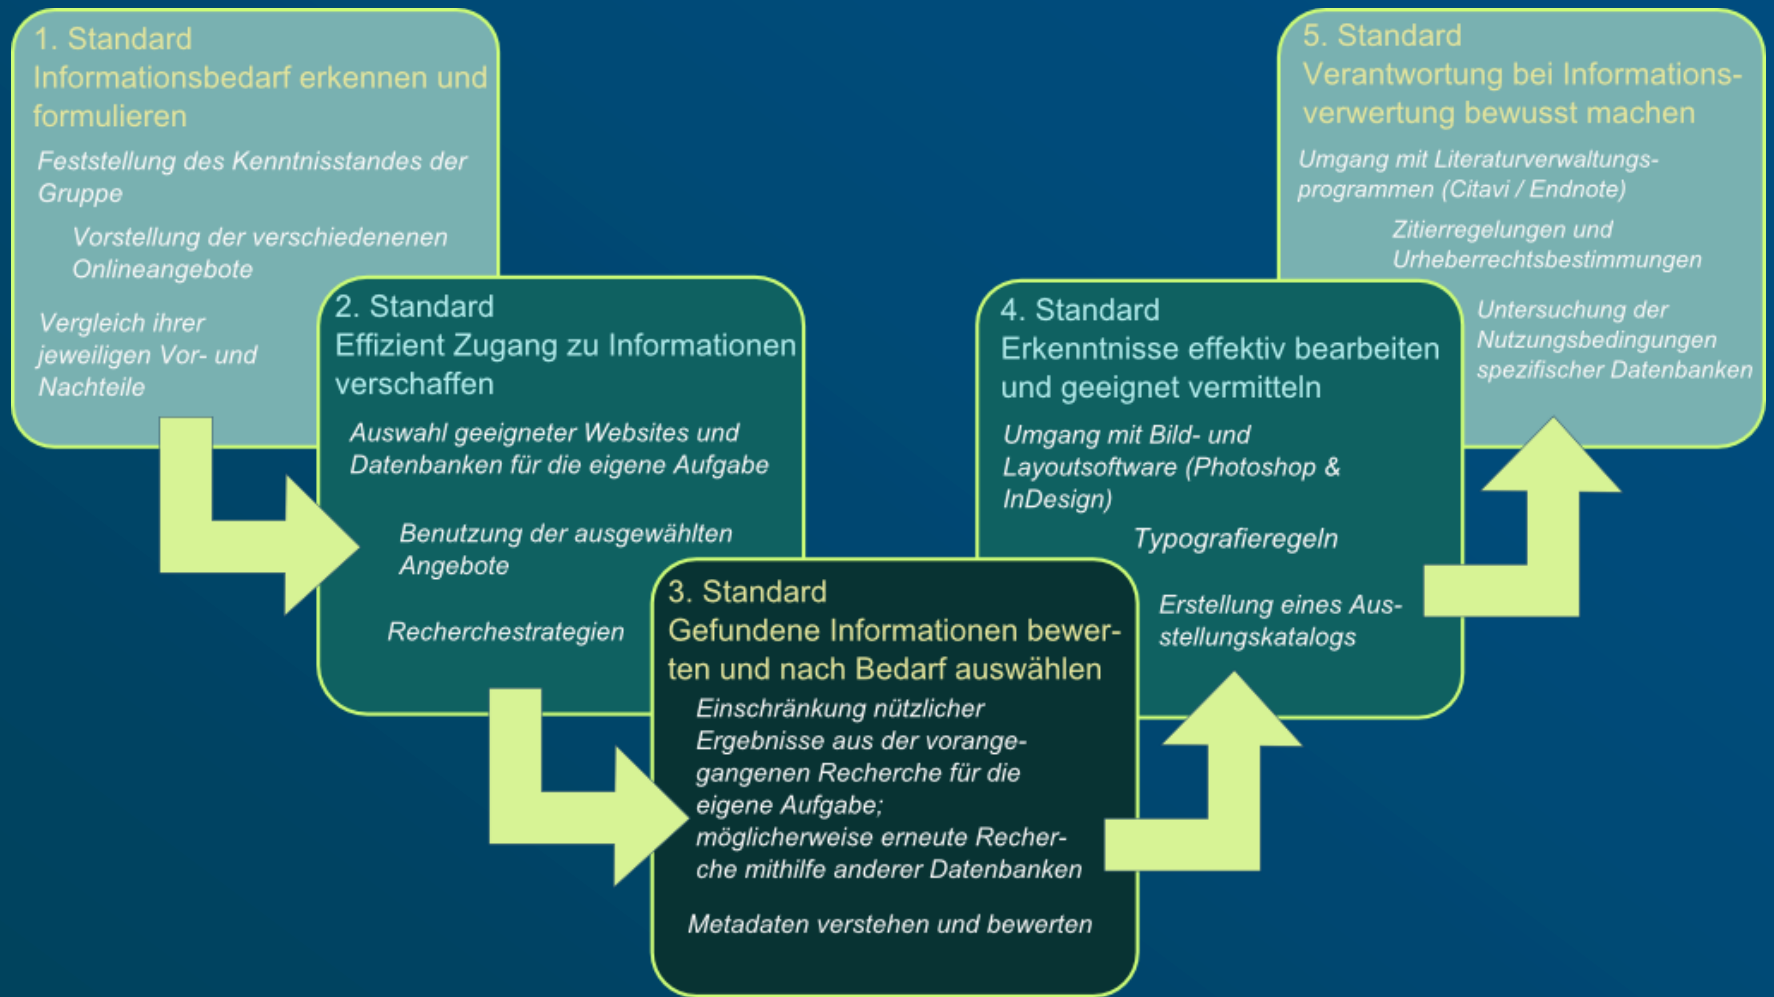 1. Standard
Informationsbedarf erkennen und
formulieren
Feststellung des Kenntnisstandes der
Gruppe
Vorstellung der verschiedenenen
Onlineangebote
Vergleich ihrer
jeweiligen Vor- und
Nachteile
2. Standard
Effizient Zugang zu Informationen
verschaffen
Auswahl geeigneter Websites und
Datenbanken für die eigene Aufgabe
Benutzung der ausgewählten
Angebote
Recherchestrategien
3. Standard
Gefundene Informationen bewer-
ten und nach Bedarf auswählen
Einschränkung nützlicher
Ergebnisse aus der vorange-
gangenen Recherche für die
eigene Aufgabe;
möglicherweise erneute Recher-
che mithilfe anderer Datenbanken
Metadaten verstehen und bewerten
4. Standard
Erkenntnisse effektiv bearbeiten
und geeignet vermitteln
Umgang mit Bild- und
Layoutsoftware (Photoshop &
InDesign)
Typografieregeln
Erstellung eines Aus-
stellungskatalogs
5. Standard
Verantwortung bei Informations-
verwertung bewusst machen
Umgang mit Literaturverwaltungs-
programmen (Citavi / Endnote)
Zitierregelungen und
Urheberrechtsbestimmungen
Untersuchung der
Nutzungsbedingungen
spezifischer Datenbanken